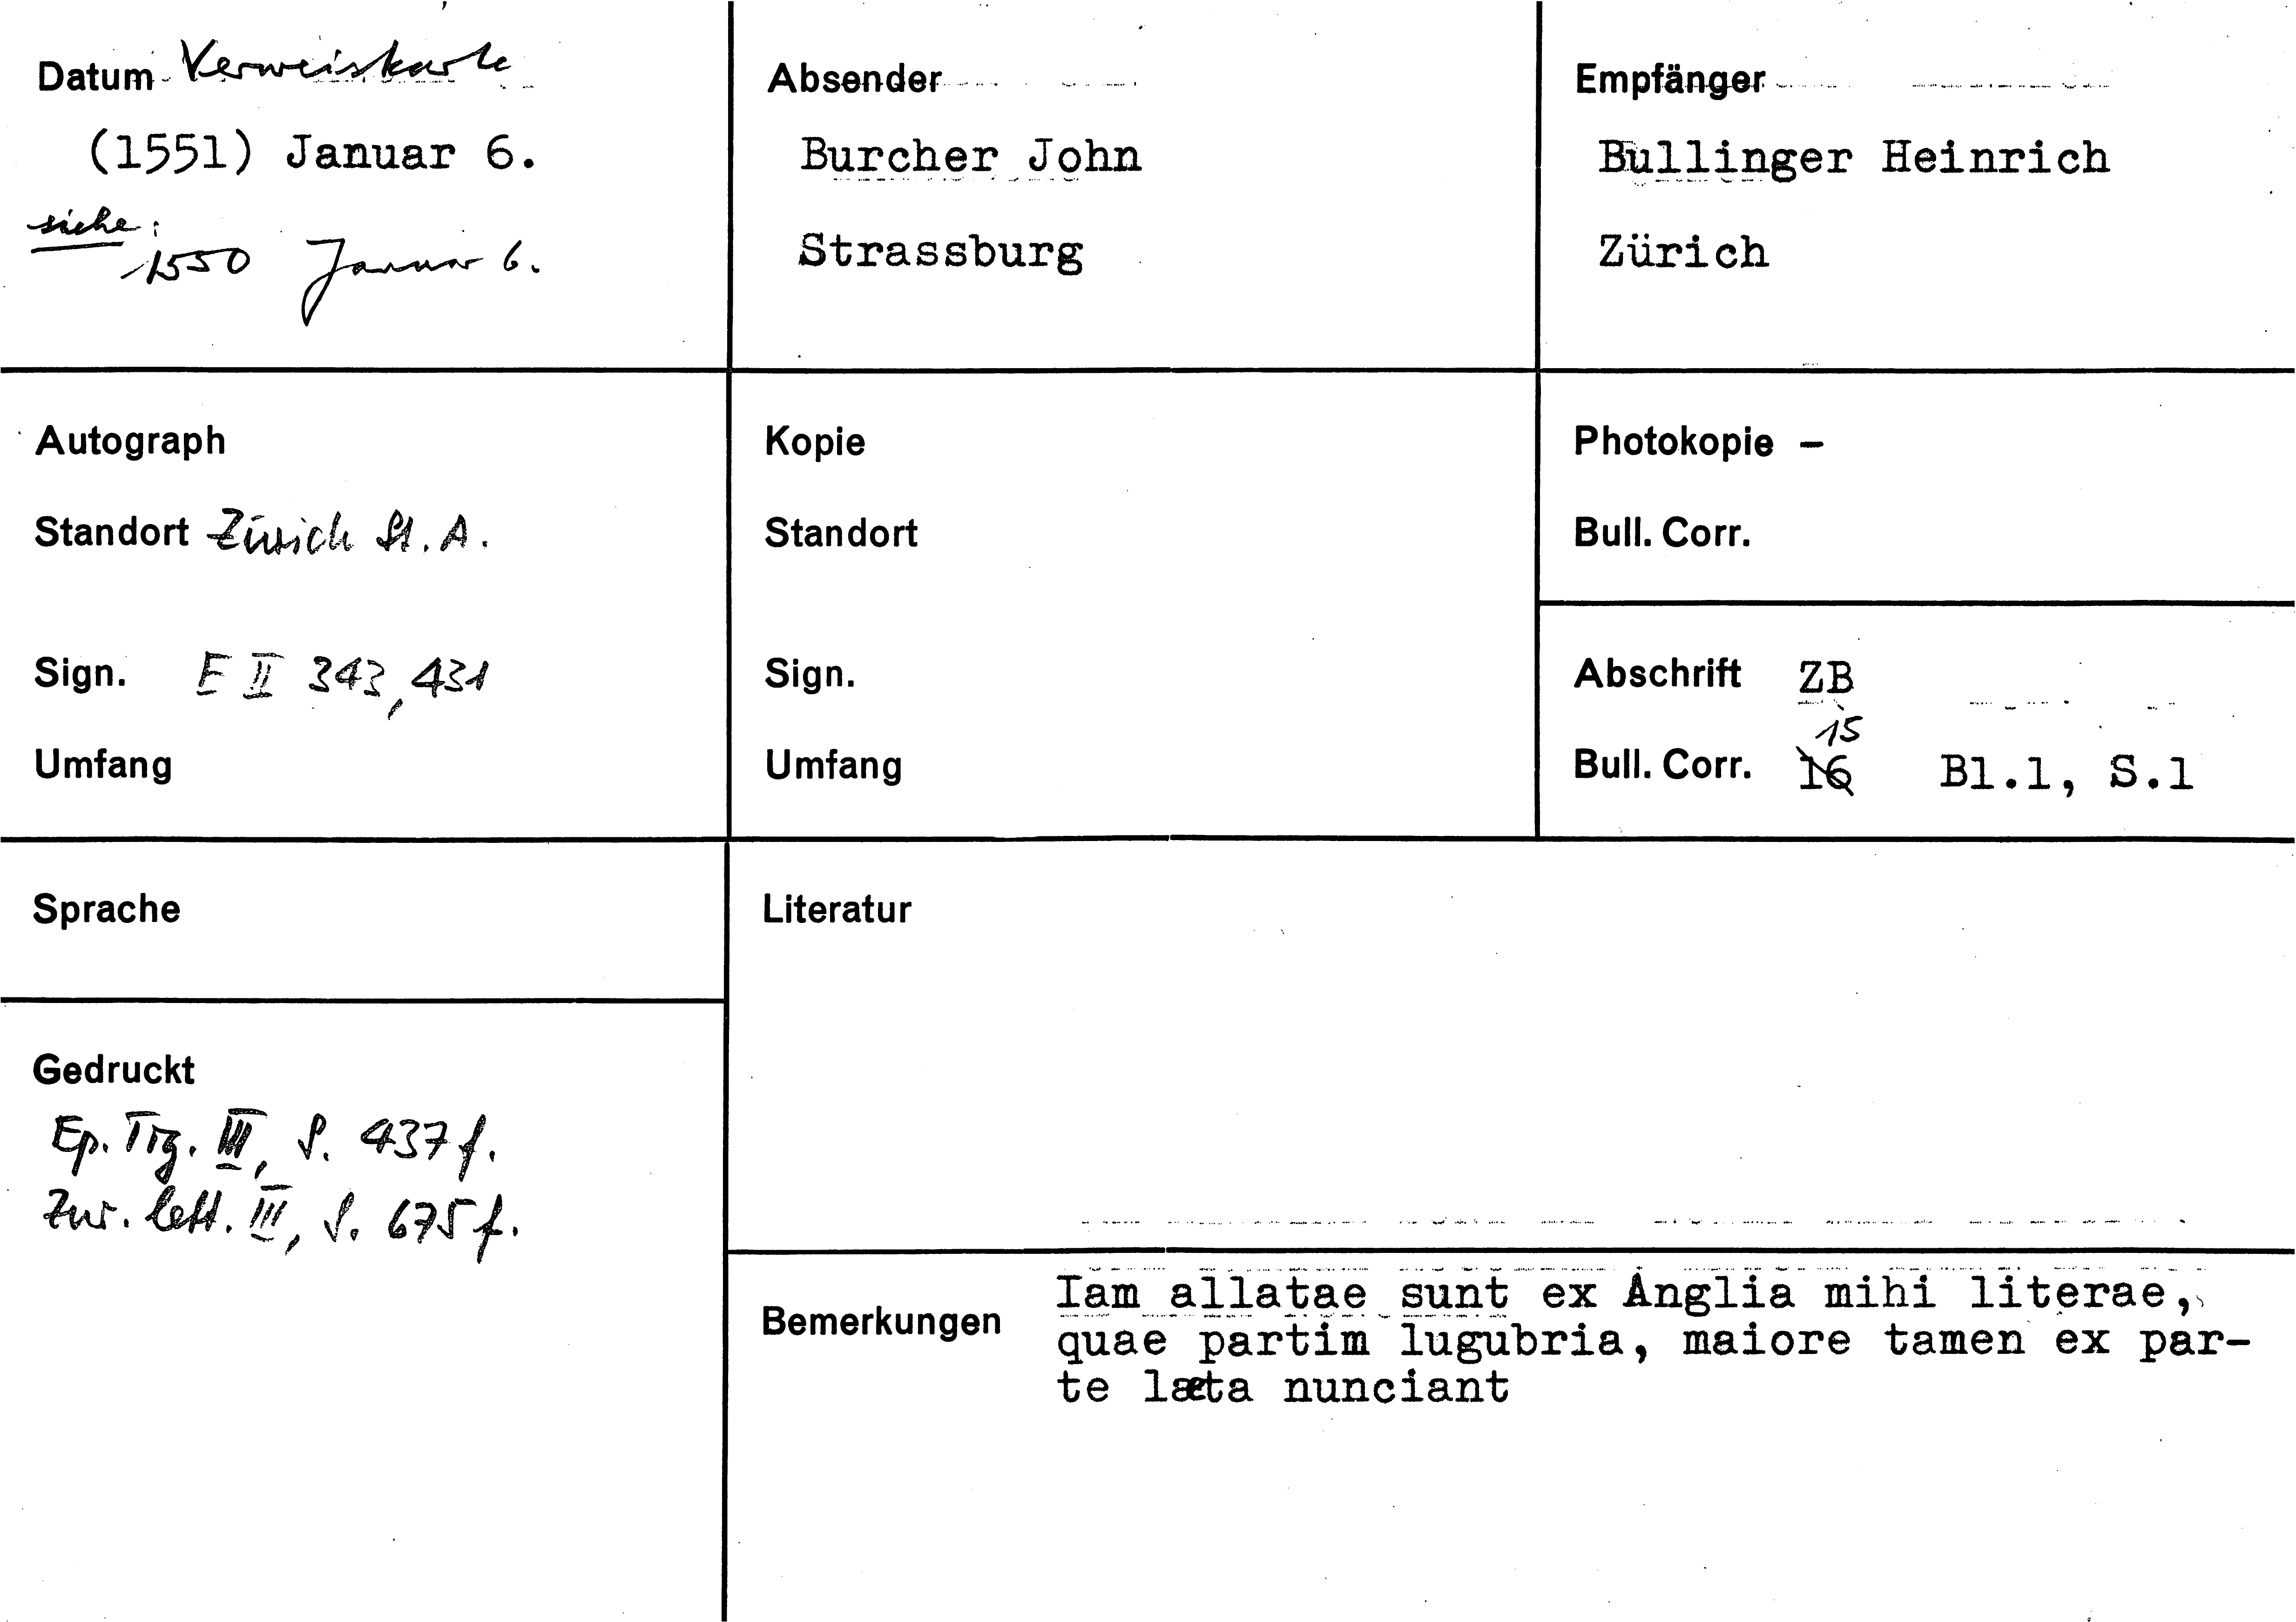 Datum Verweiskarte
(1551) Januar 6.
siehe:
1550 Januar 6.
Absender
Burcher John
Strassburg
Empfänger
Bullinger Heinrich
Zürich
Autograph
Standort Zürich St. A.
Sign. E II 343, 431
Umfang
Kopie
Standort
Sign.
Umfang
Photokopie –
Bull. Corr.
Abschrift ZB
15
Bull. Corr. 16 Bl.1, S.1
Sprache
Gedruckt
Ep. Tig. III, S. 437 f.
Zur. lett. III, S. 675 f.
Literatur
Bemerkungen
Iam allatae sunt ex Anglia mihi literae,
quae partim lugubria, maiore tamen ex par-
te læta nunciant